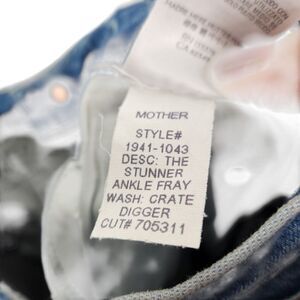 MOTHER
STYLE#
1941-1043
DESC: THE
STUNNER
ANKLE FRAY
WASH: CRATE
DIGGER
CUT# 705311